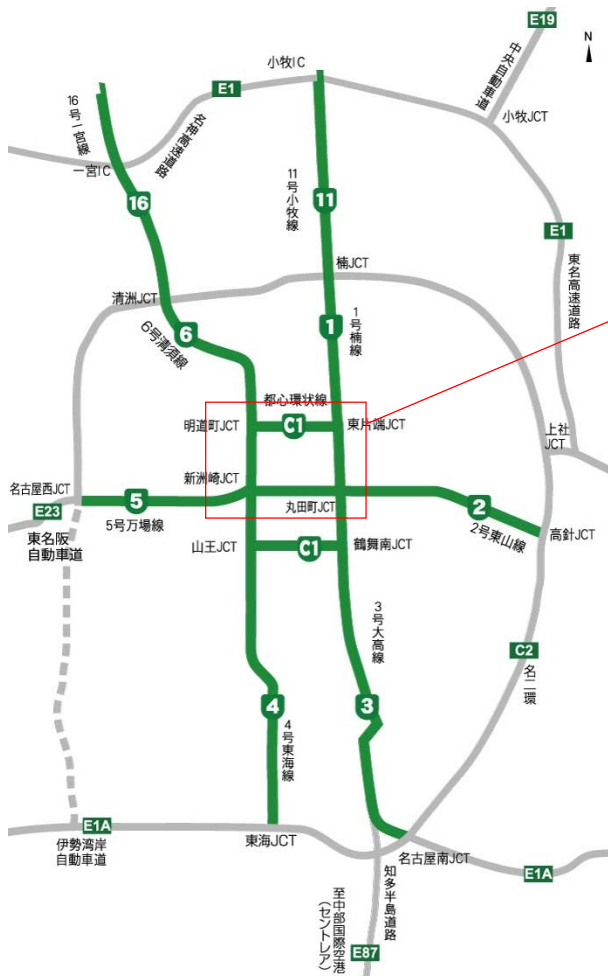 E19
N
中央自動車道
小牧IC
E1
小牧JCT
16号一宮線
名神高速道路
一宮IC
16
11号小牧線
11
E1
東名高速道路
楠JCT
清洲JCT
6
6号清須線
1
1号楠線
都心環状線
明道町JCT
C1
東片端JCT
上社
JCT
新洲崎JCT
名古屋西JCT
E23
東名阪
自動車道
5
5号万場線
丸田町JCT
2
2号東山線
高針JCT
山王JCT
C1
鶴舞南JCT
3号大高線
C2
名二環
4
4号東海線
3
E1A
伊勢湾岸
自動車道
東海JCT
名古屋南JCT
E1A
知多半島道路
至中部国際空港
(セントレア)
E87